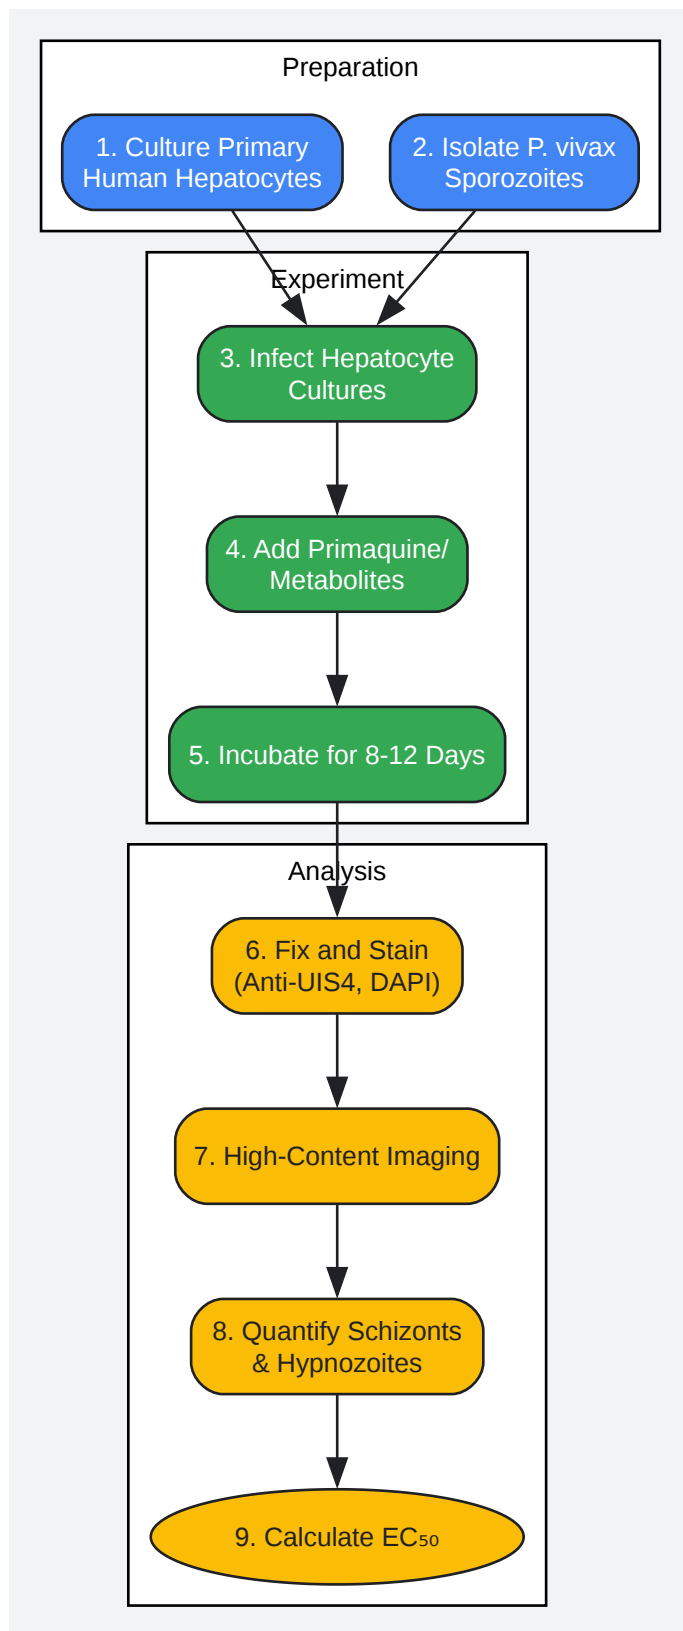 Preparation
1. Culture Primary
Human Hepatocytes
2. Isolate P. vivax
Sporozoites
Experiment
3. Infect Hepatocyte
Cultures
4. Add Primaquine/
Metabolites
5. Incubate for 8-12 Days
Analysis
6. Fix and Stain
(Anti-UIS4, DAPI)
7. High-Content Imaging
8. Quantify Schizonts
& Hypnozoites
9. Calculate EC₅₀